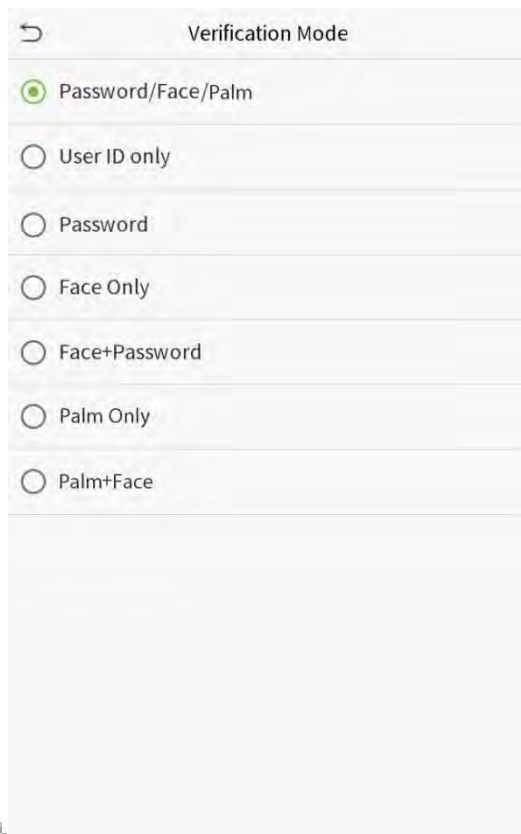 Verification Mode
Password/Face/Palm
User ID only
Password
Face Only
Face+Password
Palm Only
Palm+Face